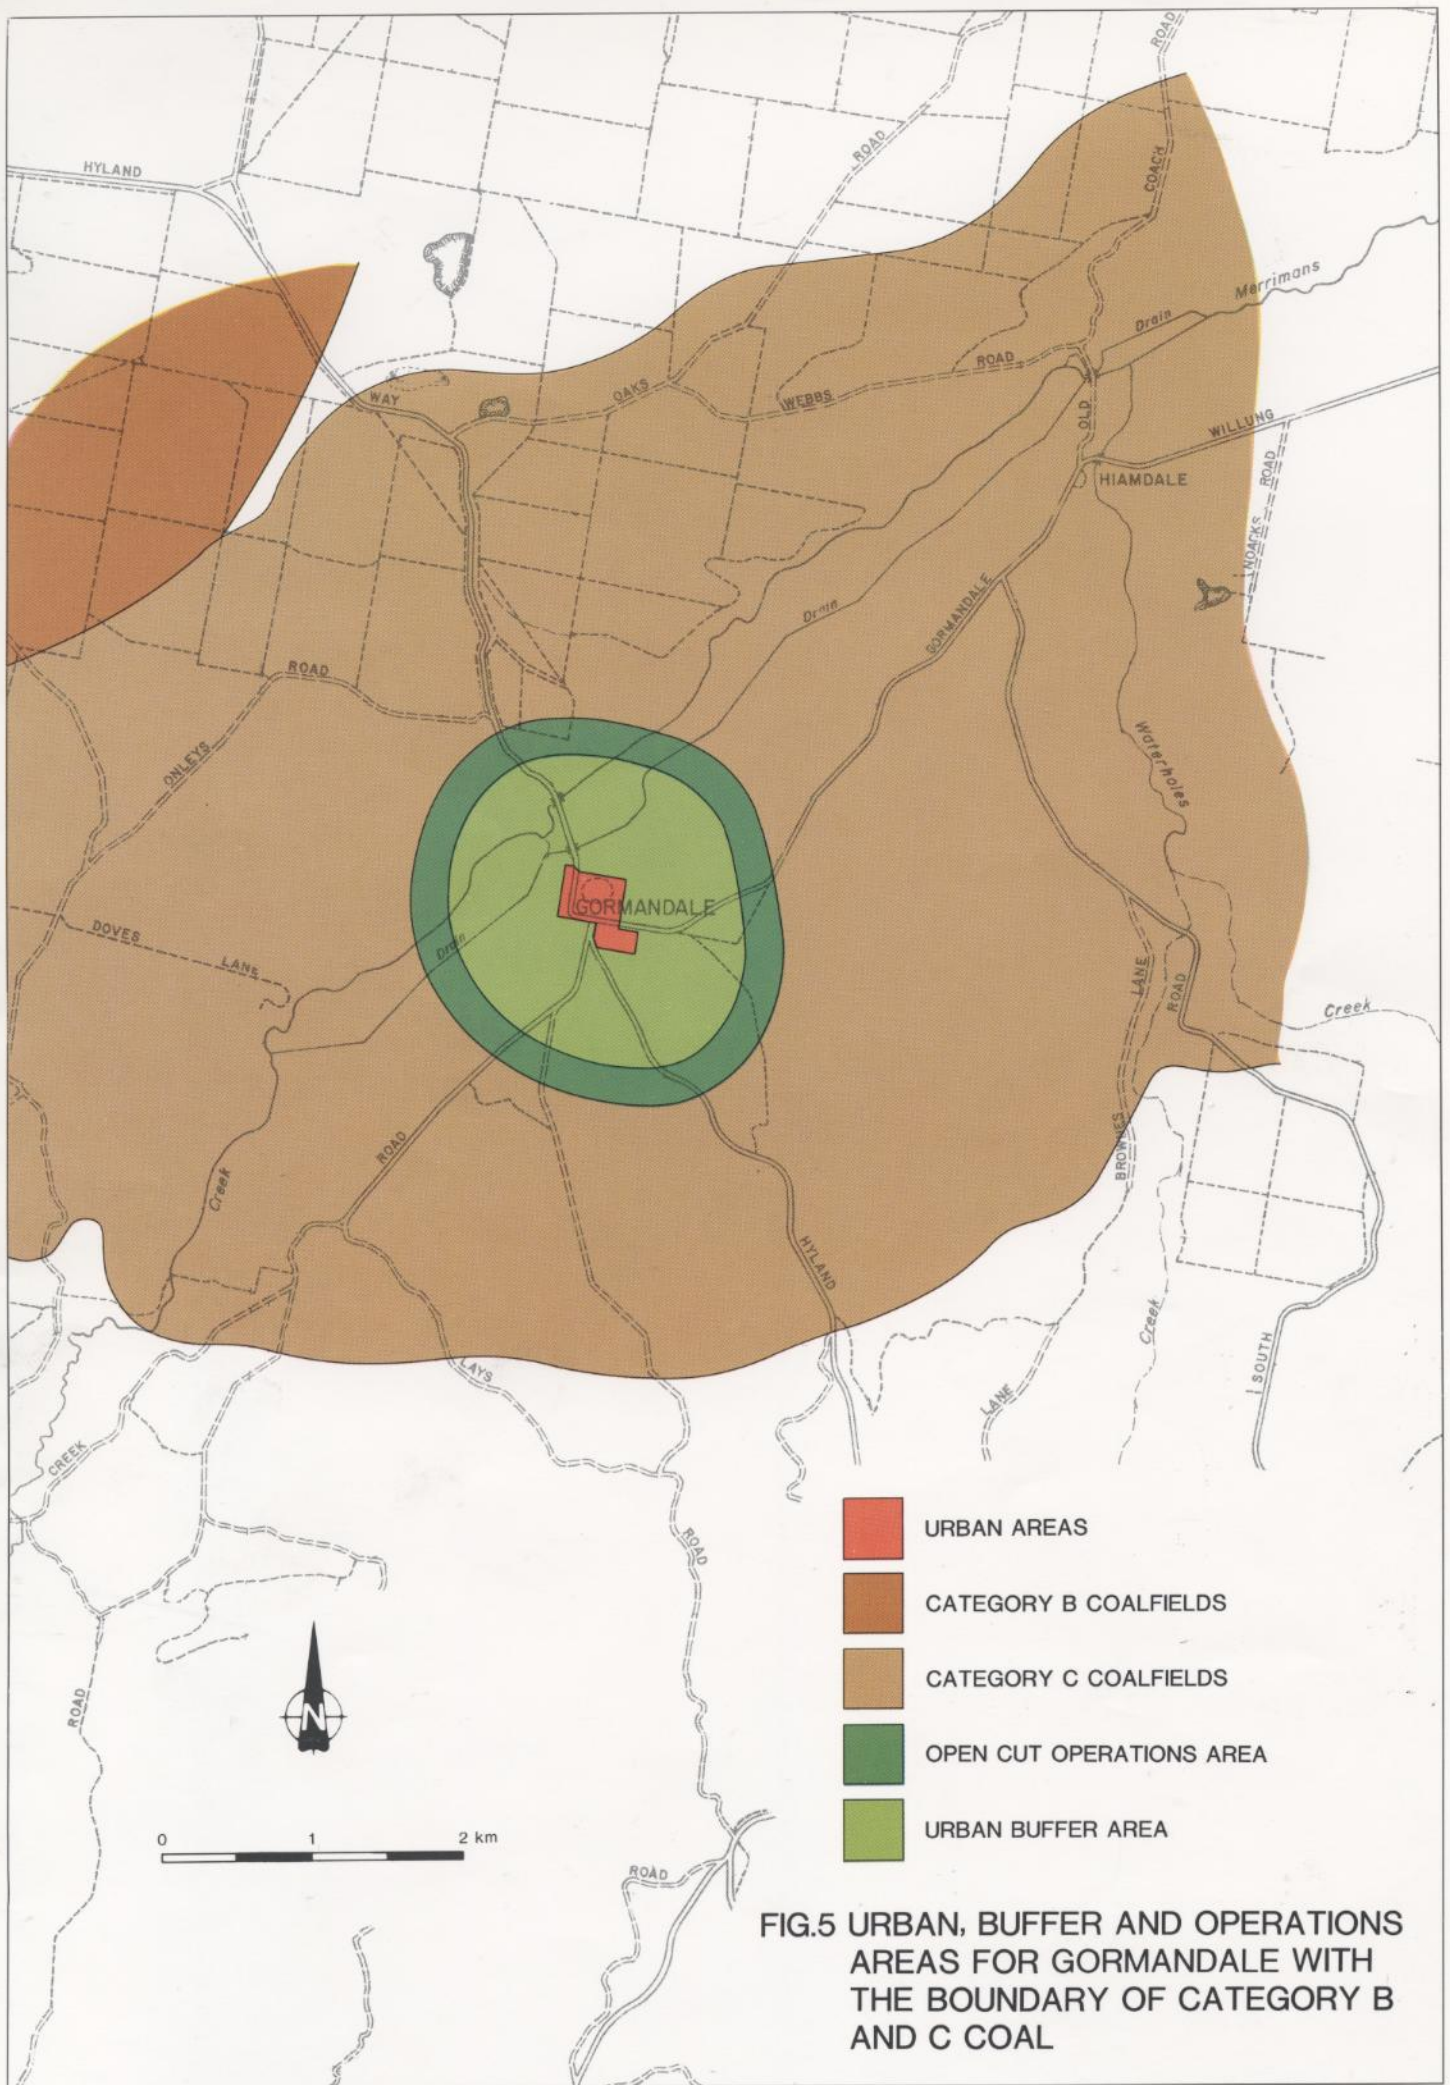 ROAD
HYLAND
ROAD
COACH
Merrimans
Drain
ROAD
WAY
OAKS
WEBBS
OLD
WILLUNG
HIAMDALE
ROAD
NOACKS
Drain
GORMANDALE
ROAD
ONLEYS
Waterholes
GORMANDALE
DOVES
LANE
Drain
LANE
ROAD
Creek
ROAD
BROWNES
Creek
HYLAND
Creek
SOUTH
LAYS
LANE
CREEK
ROAD
ROAD
N
0 1 2 km
ROAD
URBAN AREAS
CATEGORY B COALFIELDS
CATEGORY C COALFIELDS
OPEN CUT OPERATIONS AREA
URBAN BUFFER AREA
FIG.5 URBAN, BUFFER AND OPERATIONS
AREAS FOR GORMANDALE WITH
THE BOUNDARY OF CATEGORY B
AND C COAL